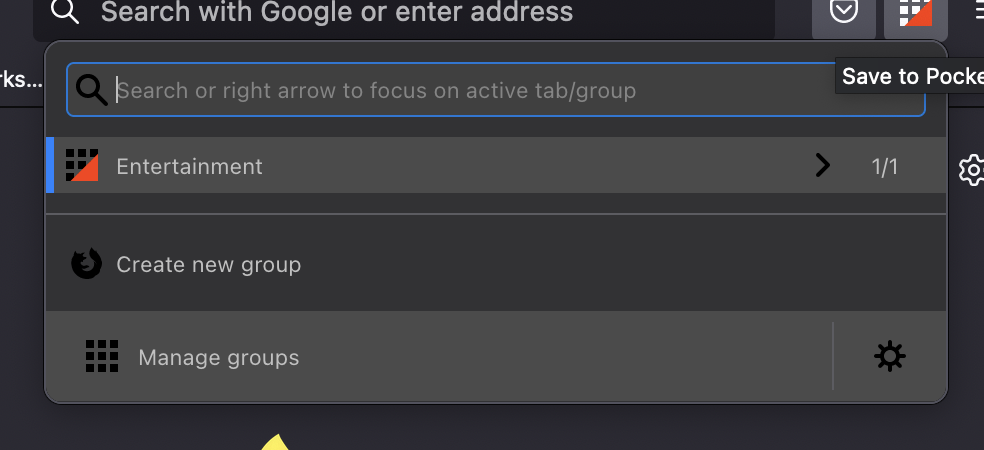 Search with Google or enter address
rks...
Search or right arrow to focus on active tab/group
Save to Pocke
Entertainment
1/1
Create new group
Manage groups